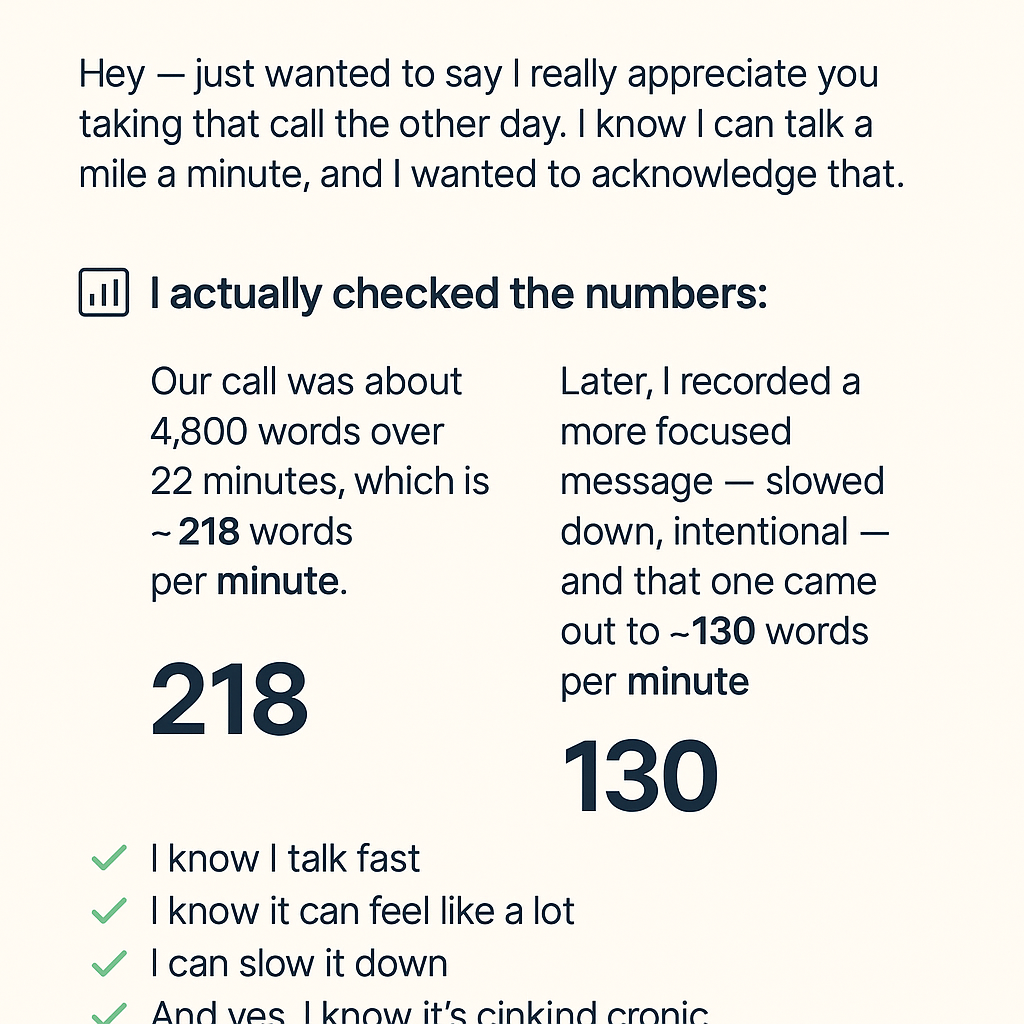 Hey — just wanted to say I really appreciate you
taking that call the other day. I know I can talk a
mile a minute, and I wanted to acknowledge that.
I actually checked the numbers:
Our call was about
4,800 words over
22 minutes, which is
~ 218 words
per minute.
218
Later, I recorded a
more focused
message — slowed
down, intentional —
and that one came
out to ~130 words
per minute
130
I know I talk fast
I know it can feel like a lot
I can slow it down
And yes, I know it’s cinkind cronic